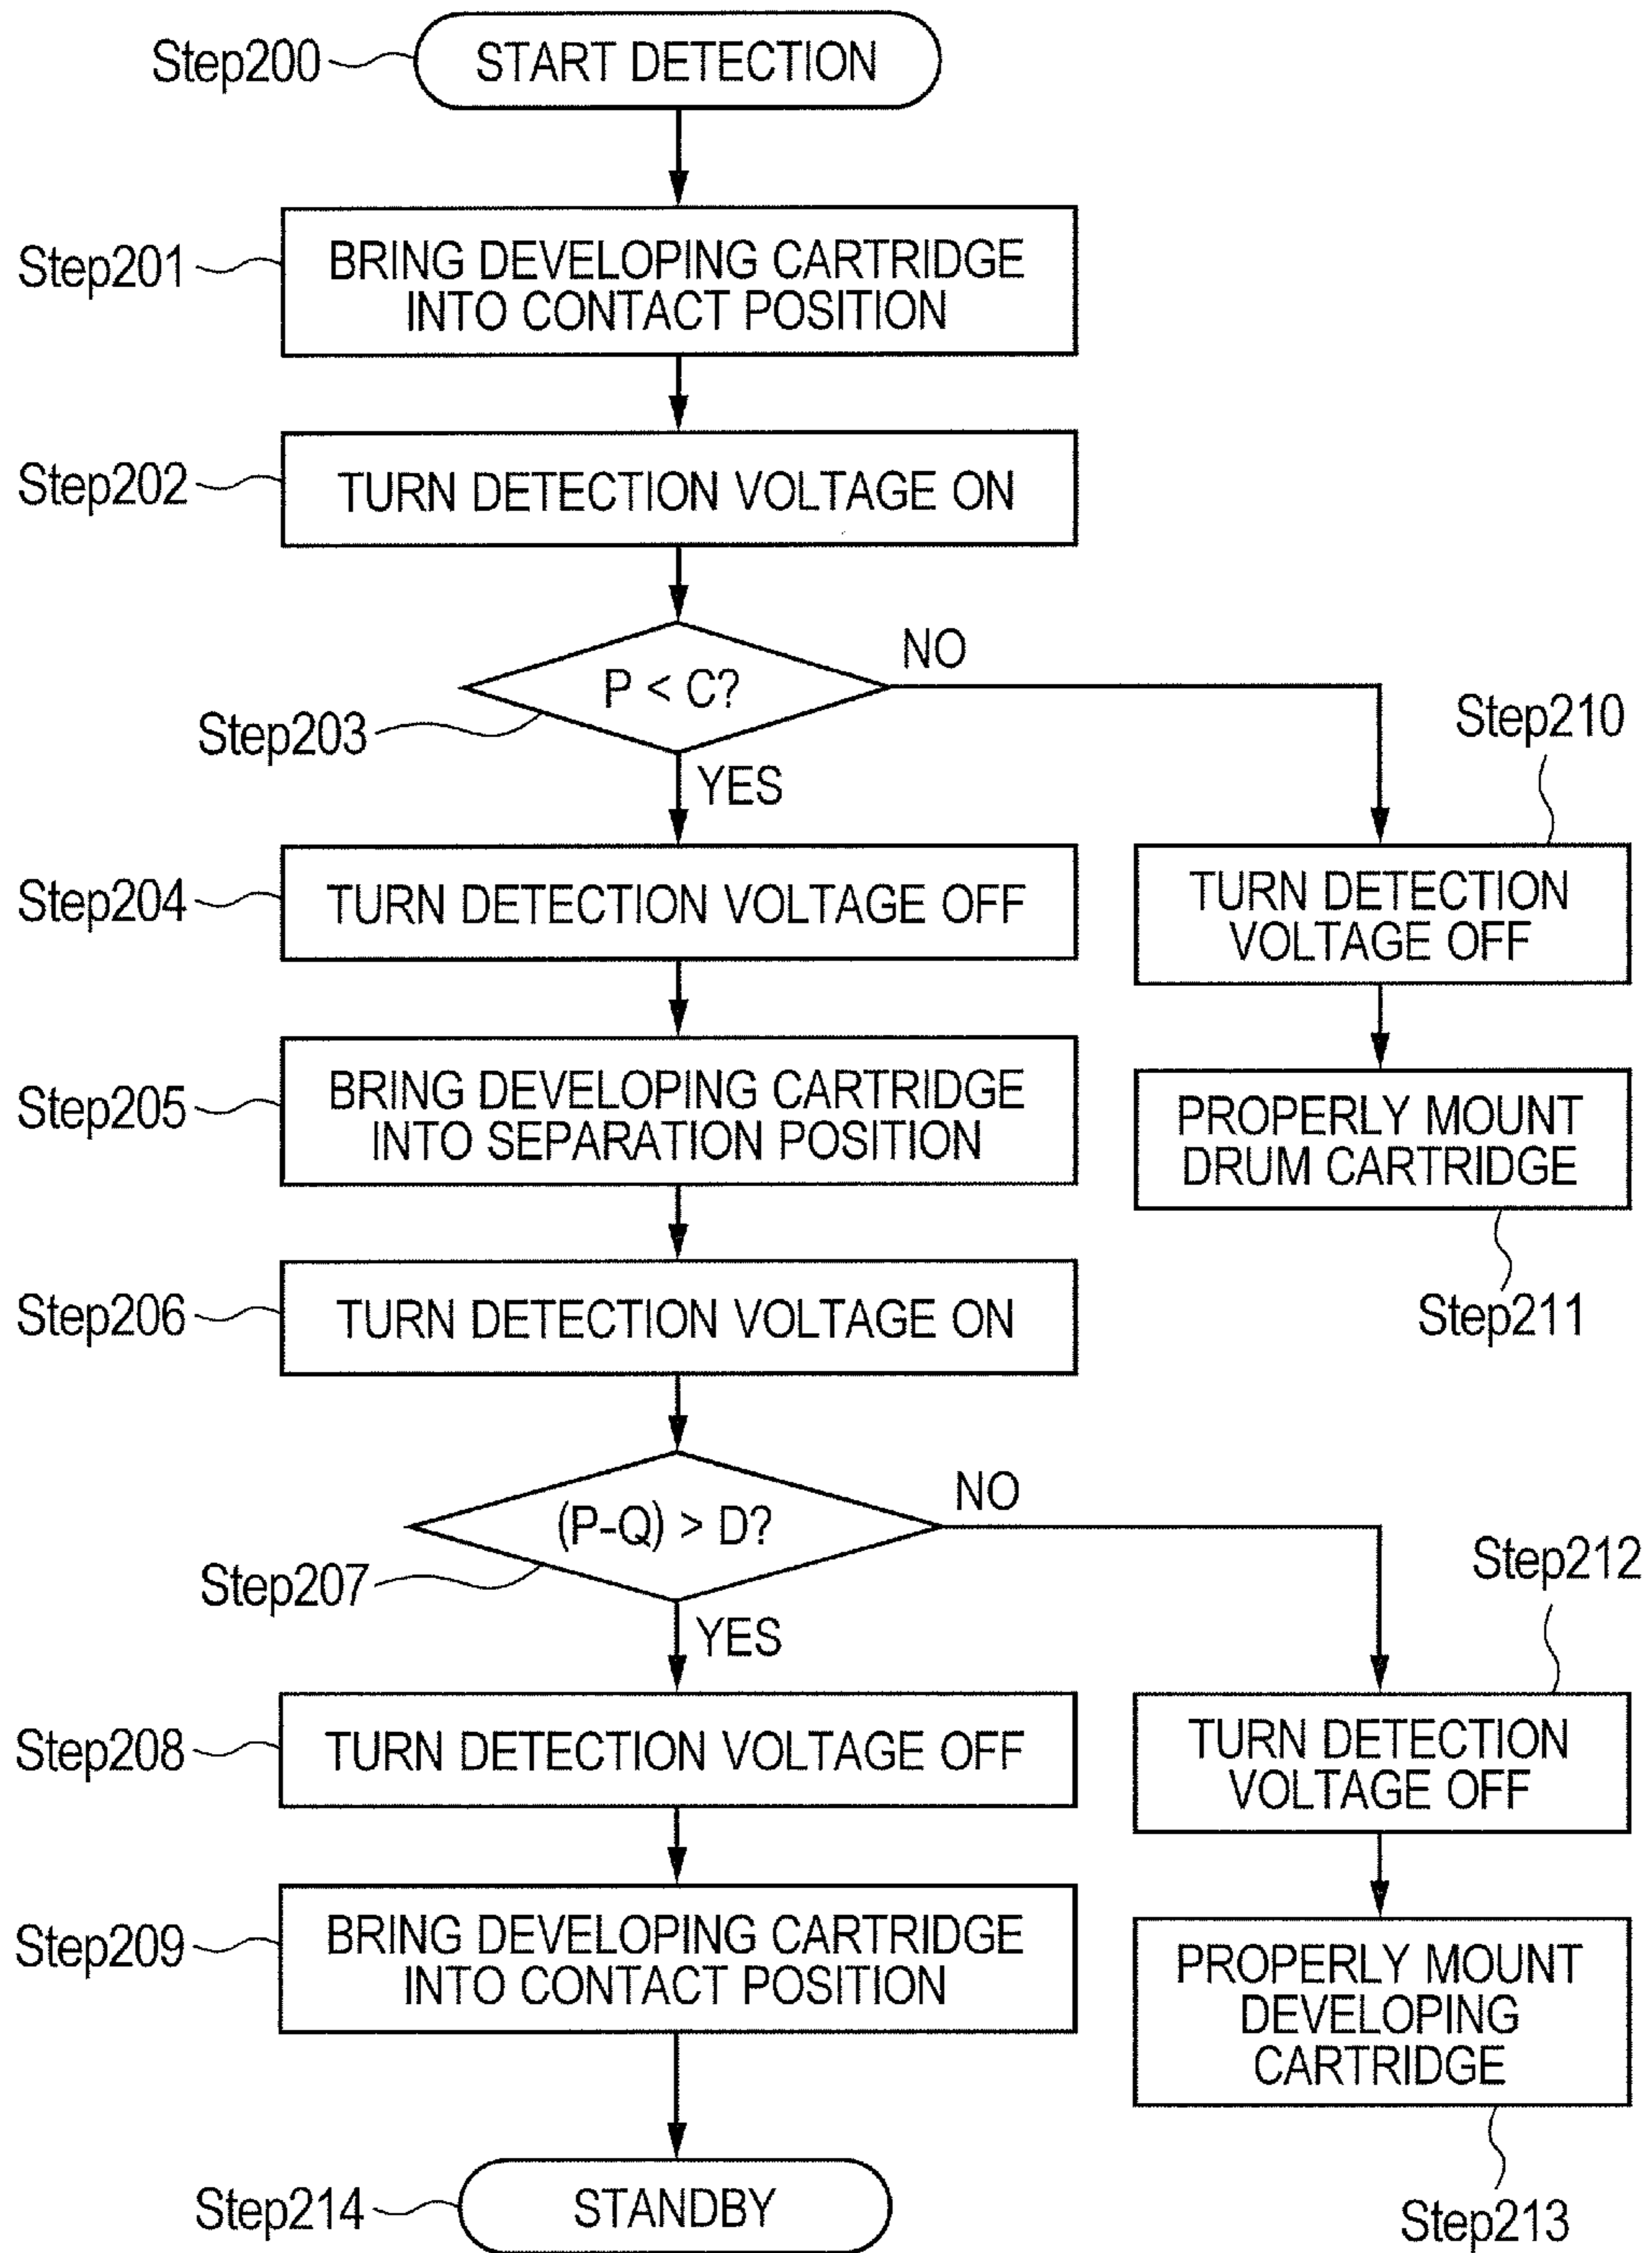 Step200
START DETECTION
Step201
BRING DEVELOPING CARTRIDGE
INTO CONTACT POSITION
Step202
TURN DETECTION VOLTAGE ON
P < C?
NO
Step203
YES
Step210
Step204
TURN DETECTION VOLTAGE OFF
TURN DETECTION
VOLTAGE OFF
Step205
BRING DEVELOPING CARTRIDGE
INTO SEPARATION POSITION
PROPERLY MOUNT
DRUM CARTRIDGE
Step211
Step206
TURN DETECTION VOLTAGE ON
(P-Q) > D?
NO
Step207
YES
Step212
Step208
TURN DETECTION VOLTAGE OFF
TURN DETECTION
VOLTAGE OFF
Step209
BRING DEVELOPING CARTRIDGE
INTO CONTACT POSITION
PROPERLY MOUNT
DEVELOPING
CARTRIDGE
Step213
Step214
STANDBY